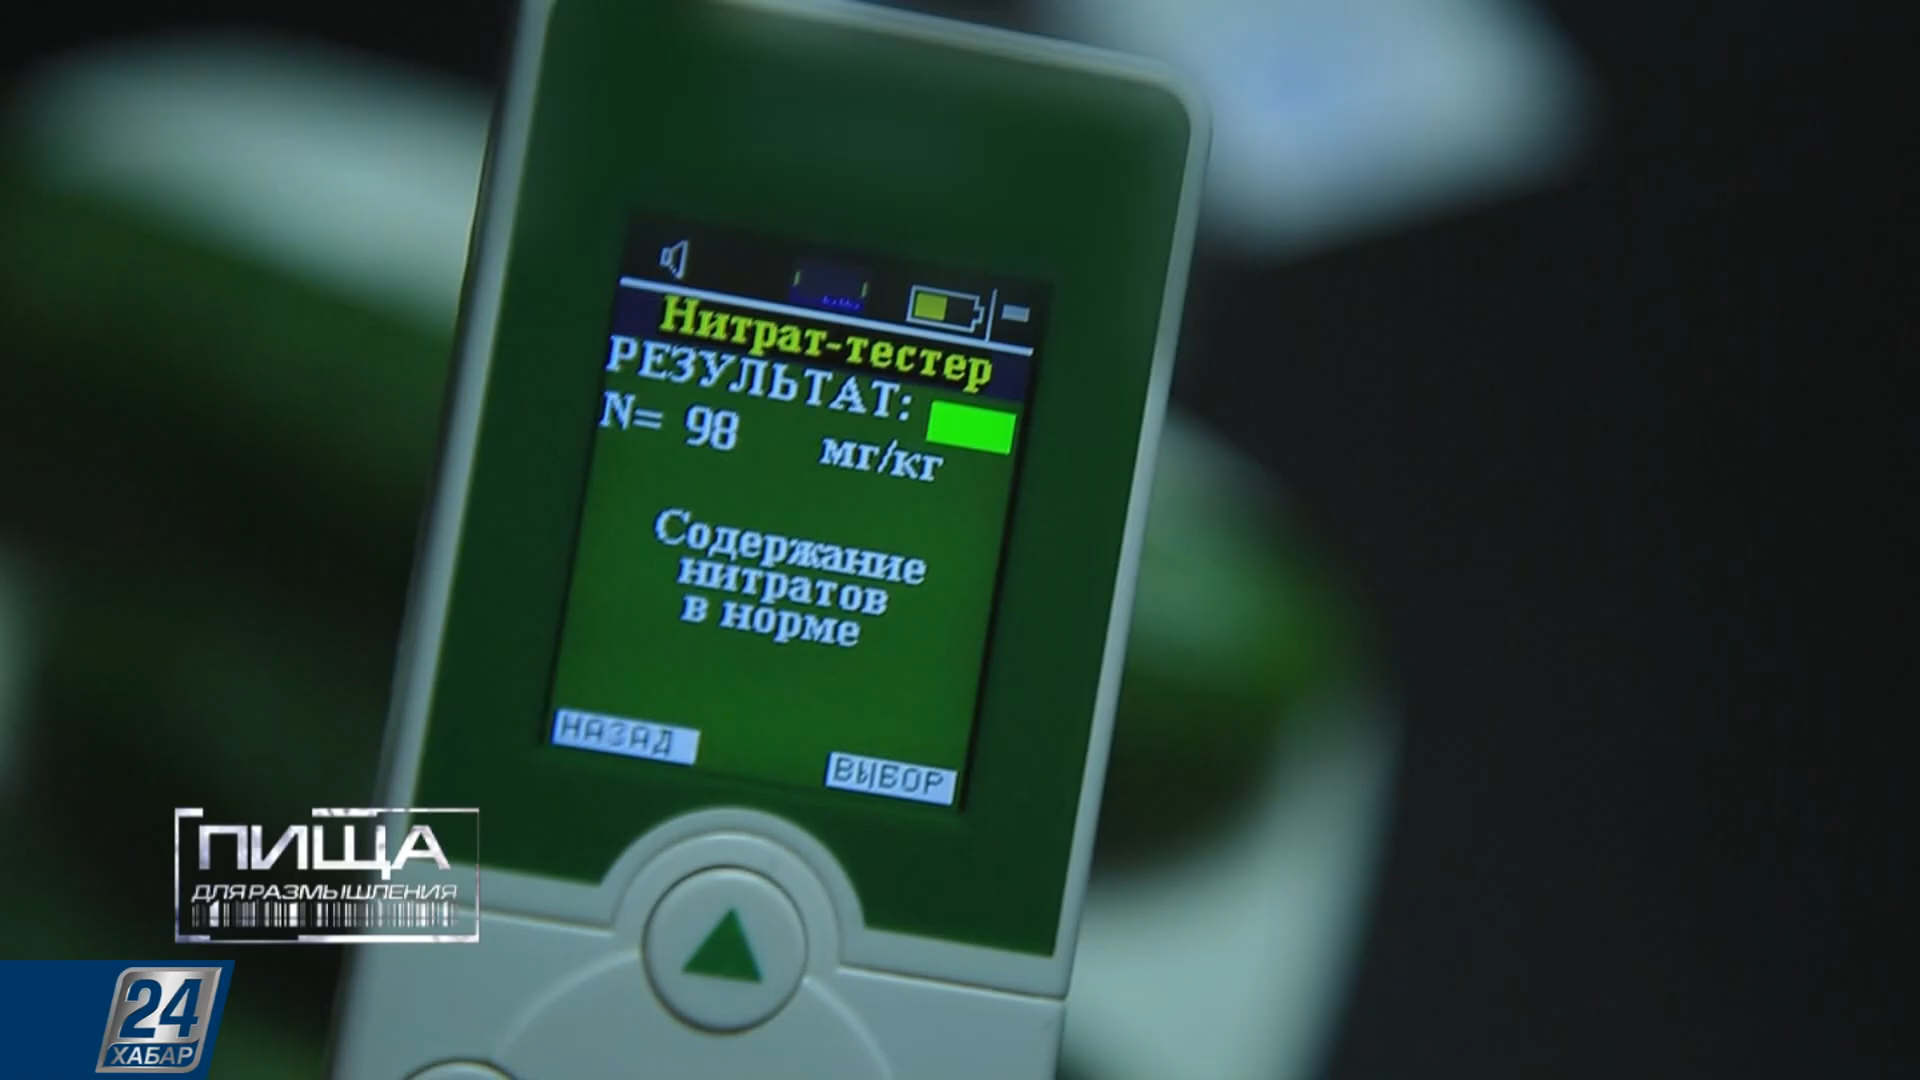 Нитрат-тестер
РЕЗУЛЬТАТ:
N= 98 мг/кг
Содержание
нитратов
в норме
НАЗАД
ВЫБОР
ПИЩА
ДЛЯ РАЗМЫШЛЕНИЯ
24
ХАБАР